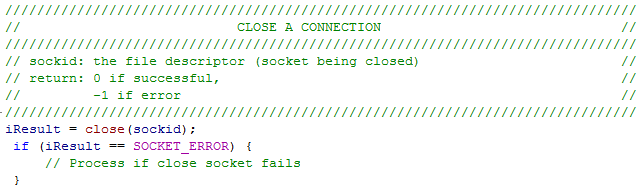 ////////////////////////////////////////////////////////////////////////////////
//                           CLOSE A CONNECTION                              //
////////////////////////////////////////////////////////////////////////////////
// sockid: the file descriptor (socket being closed)                         //
// return: 0 if successful,                                                  //
//         -1 if error                                                       //
////////////////////////////////////////////////////////////////////////////////
iResult = close(sockid);
 if (iResult == SOCKET_ERROR) {
     // Process if close socket fails
 }